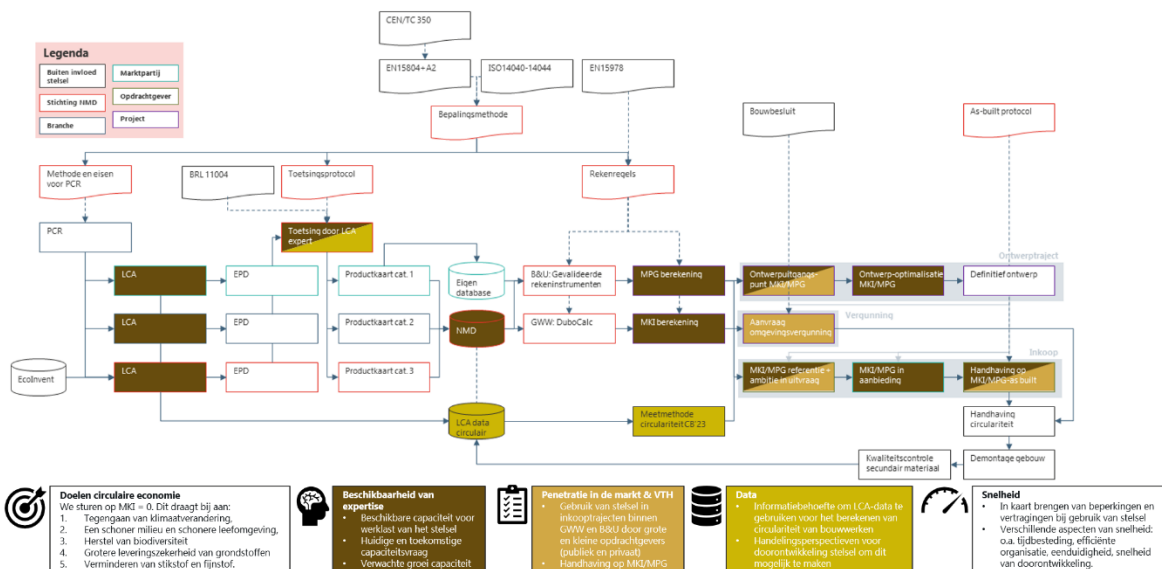 CEN/TC 350
Legenda
Buiten invloed
stelsel
Marktpartij
Stichting NMD
Opdrachtgever
Branche
Project
EN15804+A2
ISO14040-14044
EN15978
Bepalingsmethode
Bouwbesluit
As-built protocol
Methode en eisen
voor PCR
BRL 11004
Toetsingsprotocol
Rekenregels
PCR
Toetsing door LCA
expert
Ontwerptraject
LCA
EPD
Productkaart cat. 1
Eigen
database
B&U: Gevalideerde
rekeninstrumenten
MPG berekening
Ontwerpuitgangs-
punt MKI/MPG
Ontwerp-optimalisatie
MKI/MPG
Definitief ontwerp
Vergunning
LCA
EPD
Productkaart cat. 2
NMD
GWW: DuboCalc
MKI berekening
Aanvraag
omgevingsvergunning
Inkoop
EcoInvent
LCA
EPD
Productkaart cat. 3
MKI/MPG referentie +
ambitie in uitvraag
MKI/MPG in
aanbieding
Handhaving op
MKI/MPG-as built
LCA data
circulair
Meetmethode
circulariteit CB'23
Handhaving
circulariteit
Kwaliteitscontrole
secundair materiaal
Demontage gebouw
Doelen circulaire economie
We sturen op MKI = 0. Dit draagt bij aan:
1. Tegengaan van klimaatverandering,
2. Een schoner milieu en schonere leefomgeving,
3. Herstel van biodiversiteit
4. Grotere leveringszekerheid van grondstoffen
5. Verminderen van stikstof en fijnstof.
Beschikbaarheid van
expertise
• Beschikbare capaciteit voor
werklast van het stelsel
• Huidige en toekomstige
capaciteitsvraag
• Verwachte groei capaciteit
Penetratie in de markt & VTH
• Gebruik van stelsel in
inkooptrajecten binnen
GWW en B&U door grote
en kleine opdrachtgevers
(publiek en privaat)
• Handhaving op MKI/MPG
Data
• Informatiebehoefte om LCA-data te
gebruiken voor het berekenen van
circulariteit van bouwwerken
• Handelingsperspectieven voor
doorontwikkeling stelsel om dit
mogelijk te maken
Snelheid
• In kaart brengen van beperkingen en
vertragingen bij gebruik van stelsel
• Verschillende aspecten van snelheid:
o.a. tijdbesteding, efficiënte
organisatie, eenduidigheid, snelheid
van doorontwikkeling.